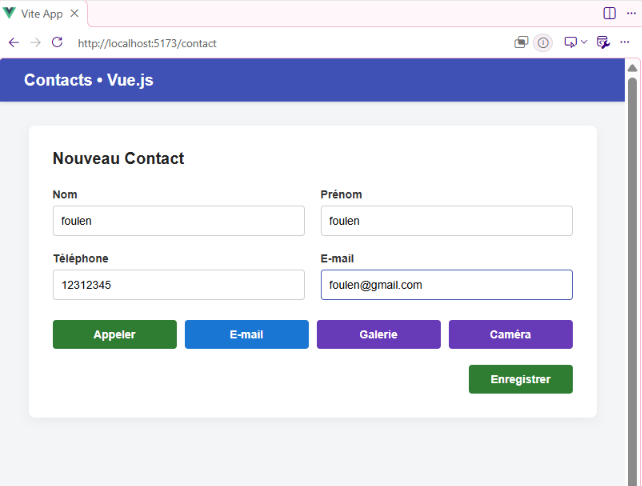 Vite App
http://localhost:5173/contact
Contacts • Vue.js
Nouveau Contact
Nom
Prénom
foulen
foulen
Téléphone
E-mail
12312345
foulen@gmail.com
Appeler
E-mail
Galerie
Caméra
Enregistrer